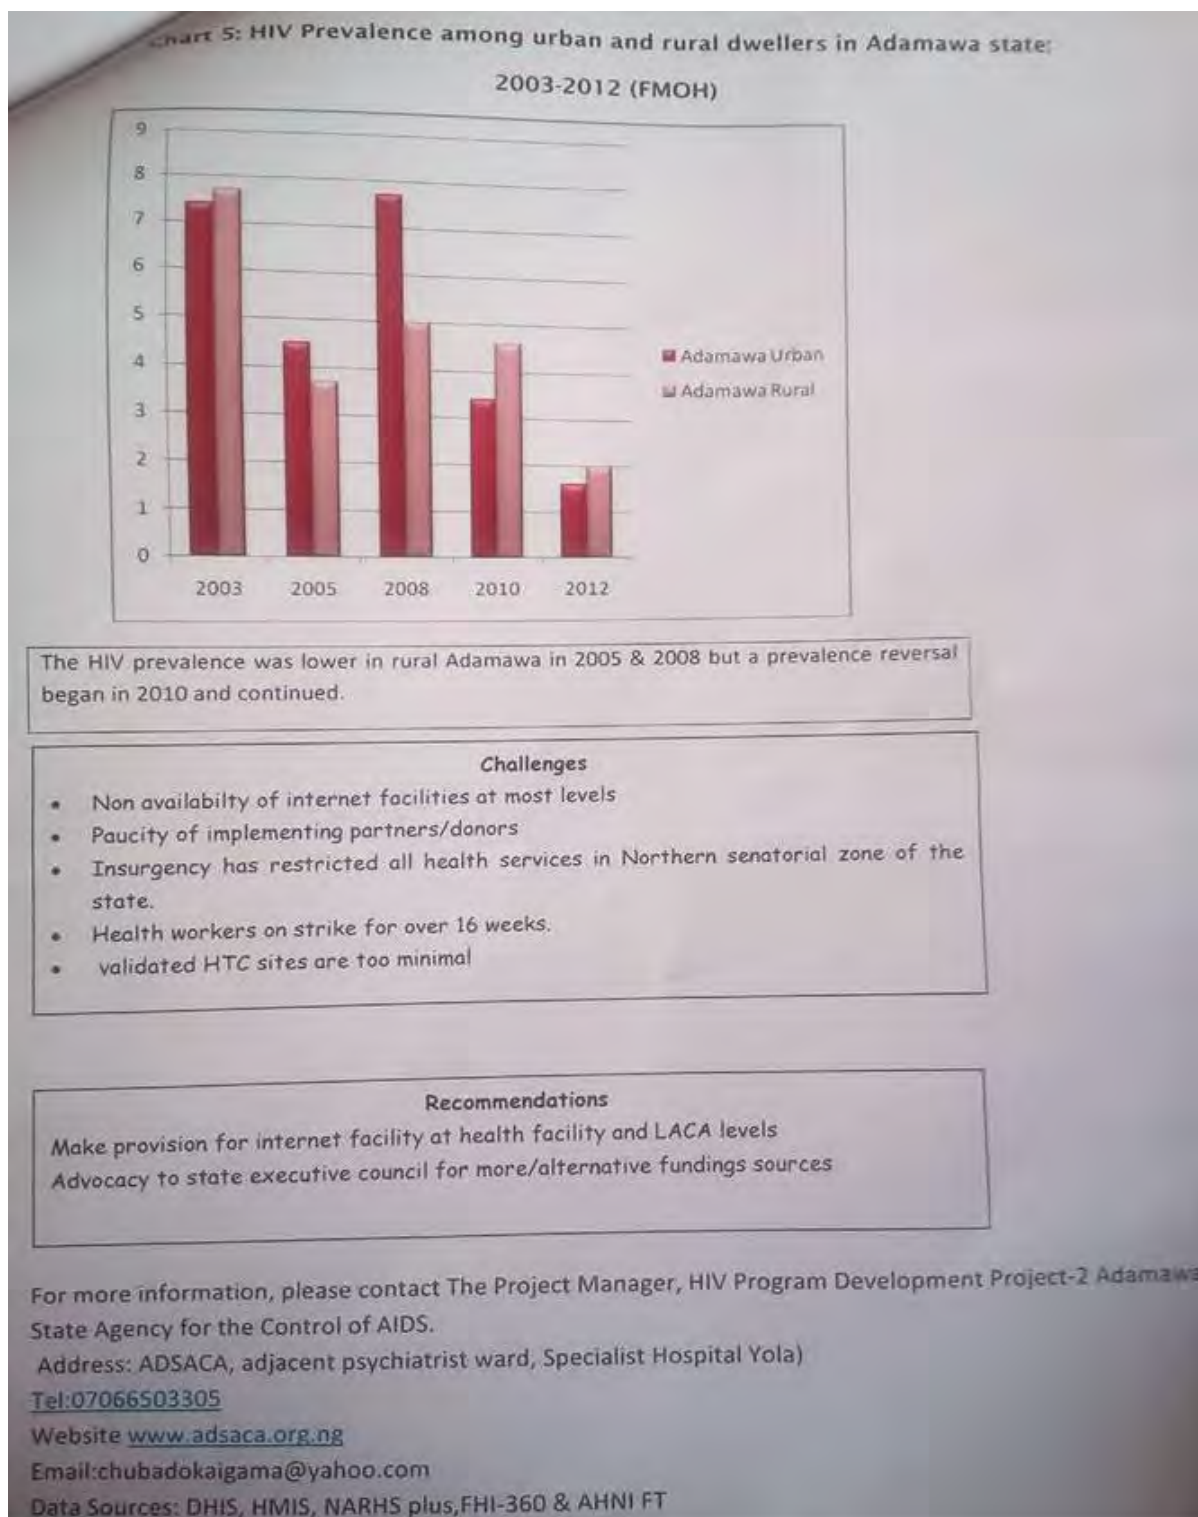 Chart 5: HIV Prevalence among urban and rural dwellers in Adamawa state:
2003-2012 (FMOH)
9
8
7
6
5
4
3
2
1
0
2003 2005 2008 2010 2012
Adamawa Urban
Adamawa Rural
The HIV prevalence was lower in rural Adamawa in 2005 & 2008 but a prevalence reversal
began in 2010 and continued.
Challenges
• Non availabilty of internet facilities at most levels
• Paucity of implementing partners/donors
• Insurgency has restricted all health services in Northern senatorial zone of the
state.
• Health workers on strike for over 16 weeks.
• validated HTC sites are too minimal
Recommendations
Make provision for internet facility at health facility and LACA levels
Advocacy to state executive council for more/alternative fundings sources
For more information, please contact The Project Manager, HIV Program Development Project-2 Adamawa
State Agency for the Control of AIDS.
Address: ADSACA, adjacent psychiatrist ward, Specialist Hospital Yola)
Tel:07066503305
Website www.adsaca.org.ng
Email:chubadokaigama@yahoo.com
Data Sources: DHIS, HMIS, NARHS plus,FHI-360 & AHNI FT